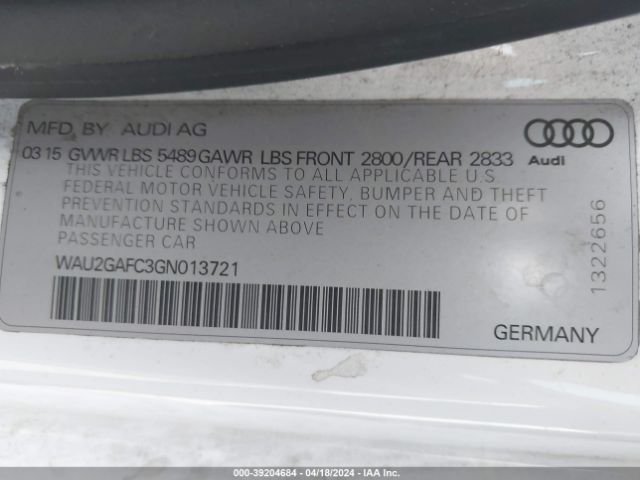 MFD. BY AUDI AG
03 15 GVWR LBS 5489 GAWR LBS FRONT 2800/REAR 2833
Audi
THIS VEHICLE CONFORMS TO ALL APPLICABLE U.S.
FEDERAL MOTOR VEHICLE SAFETY, BUMPER AND THEFT
PREVENTION STANDARDS IN EFFECT ON THE DATE OF
MANUFACTURE SHOWN ABOVE
PASSENGER CAR
WAU2GAFC3GN013721
1322656
GERMANY
000-39204684 - 04/18/2024 - IAA Inc.